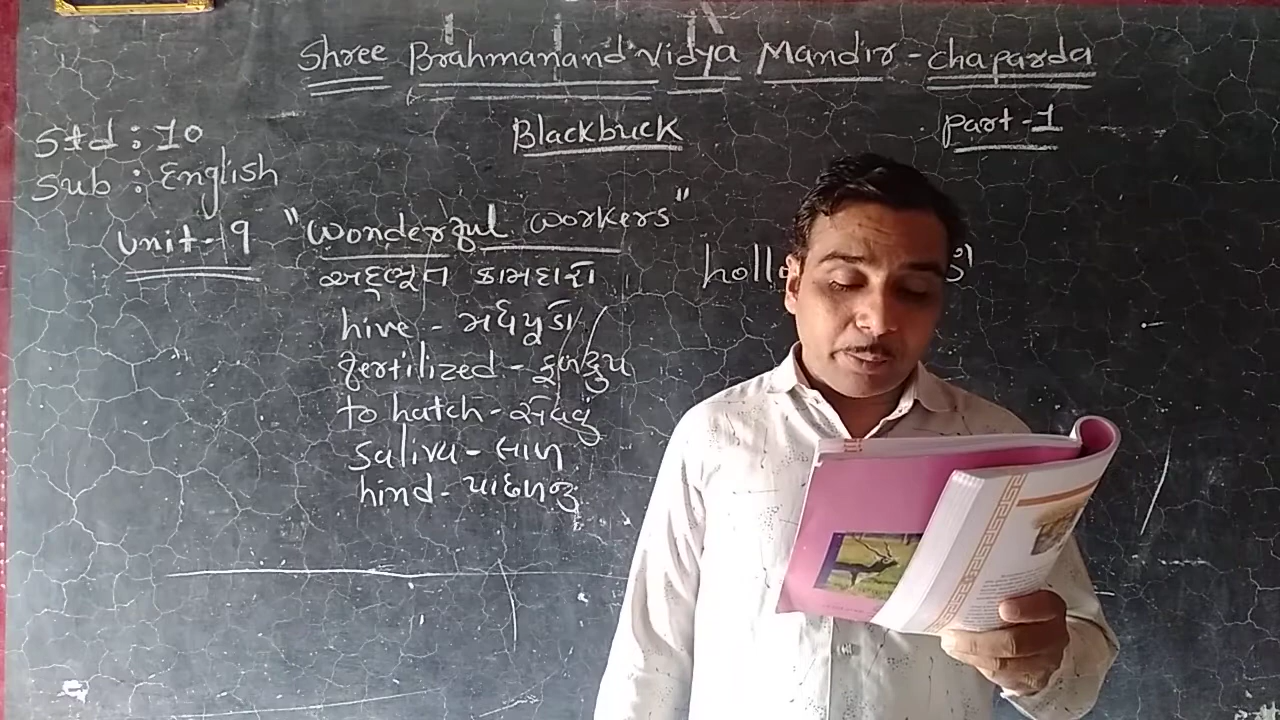 Shree Brahmanand Vidya Mandir - chaparda
Std : 10
Blackbuck
Part - 1
Sub : English
Unit - 9 "Wonderful workers"
અદ્ભૂત કામદારો
hive - મધપૂડો
fertilized - ફળદ્રુપ
to hatch - સેવવું
saliva - લાળ
hind - પાછળનું